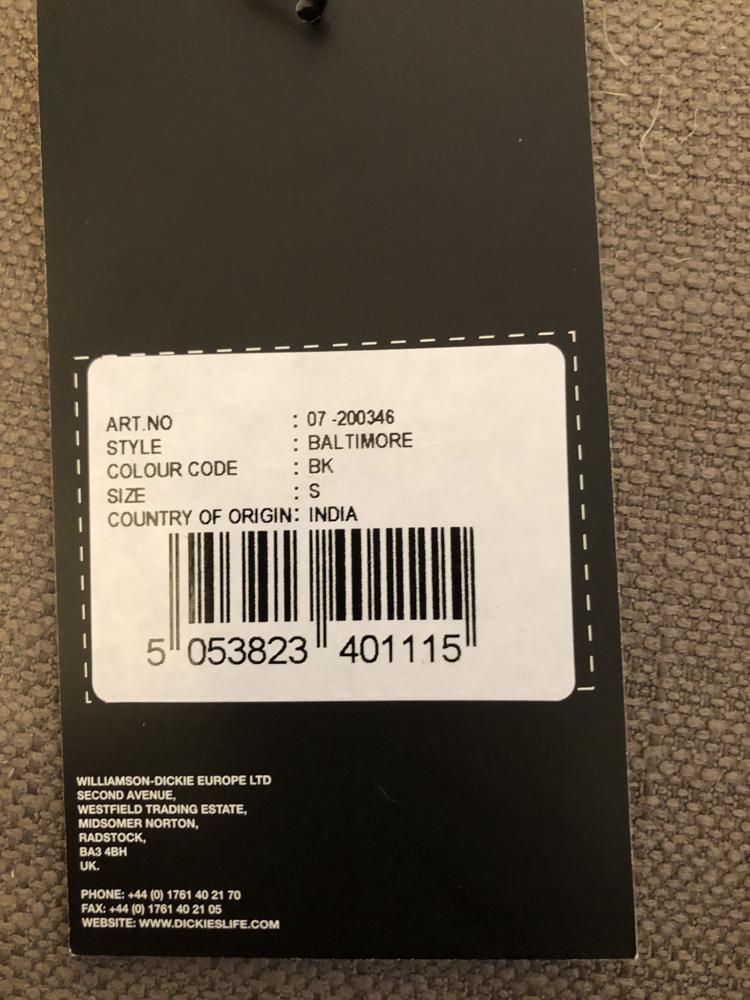 ART.NO : 07 -200346
STYLE : BALTIMORE
COLOUR CODE : BK
SIZE : S
COUNTRY OF ORIGIN: INDIA
5 053823 401115
WILLIAMSON-DICKIE EUROPE LTD
SECOND AVENUE,
WESTFIELD TRADING ESTATE,
MIDSOMER NORTON,
RADSTOCK,
BA3 4BH
UK.
PHONE: +44 (0) 1761 40 21 70
FAX: +44 (0) 1761 40 21 05
WEBSITE: WWW.DICKIESLIFE.COM